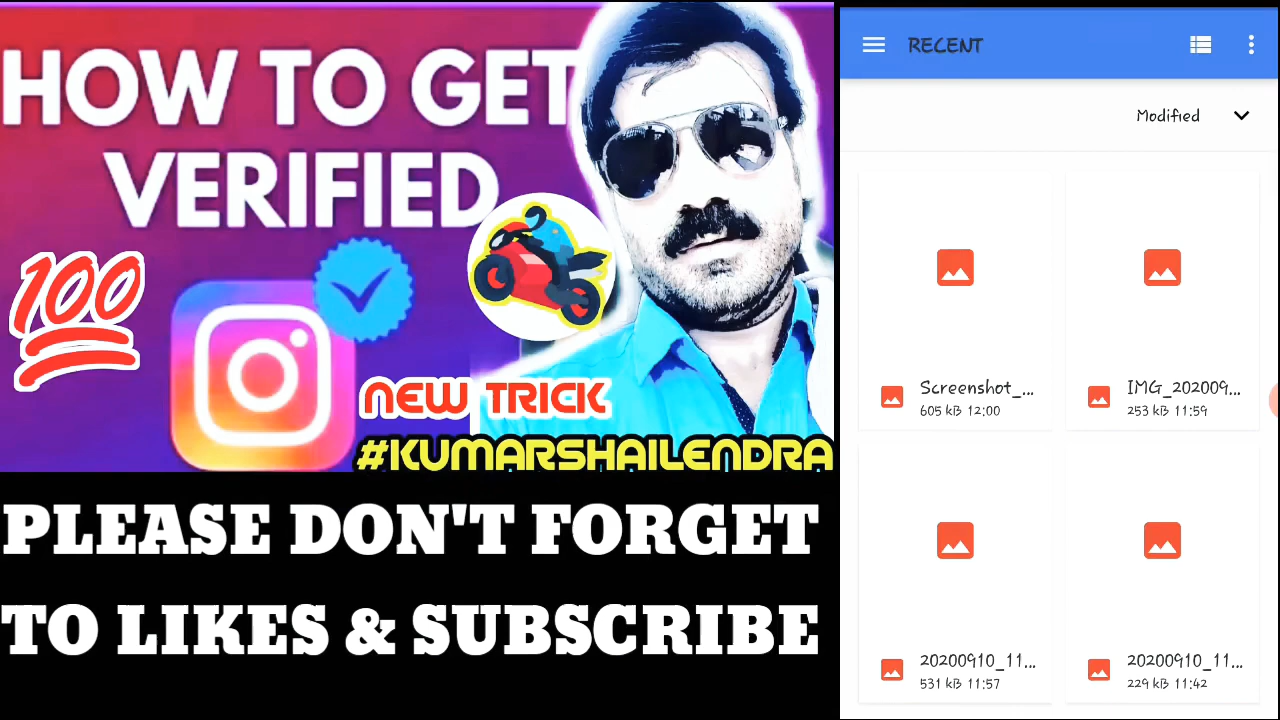 HOW TO GET
VERIFIED
100
NEW TRICK
#KUMARSHAILENDRA
PLEASE DON'T FORGET
TO LIKES & SUBSCRIBE
RECENT
Modified
Screenshot_...
605 kB 12:00
IMG_202009...
253 kB 11:59
20200910_11...
531 kB 11:57
20200910_11...
229 kB 11:42